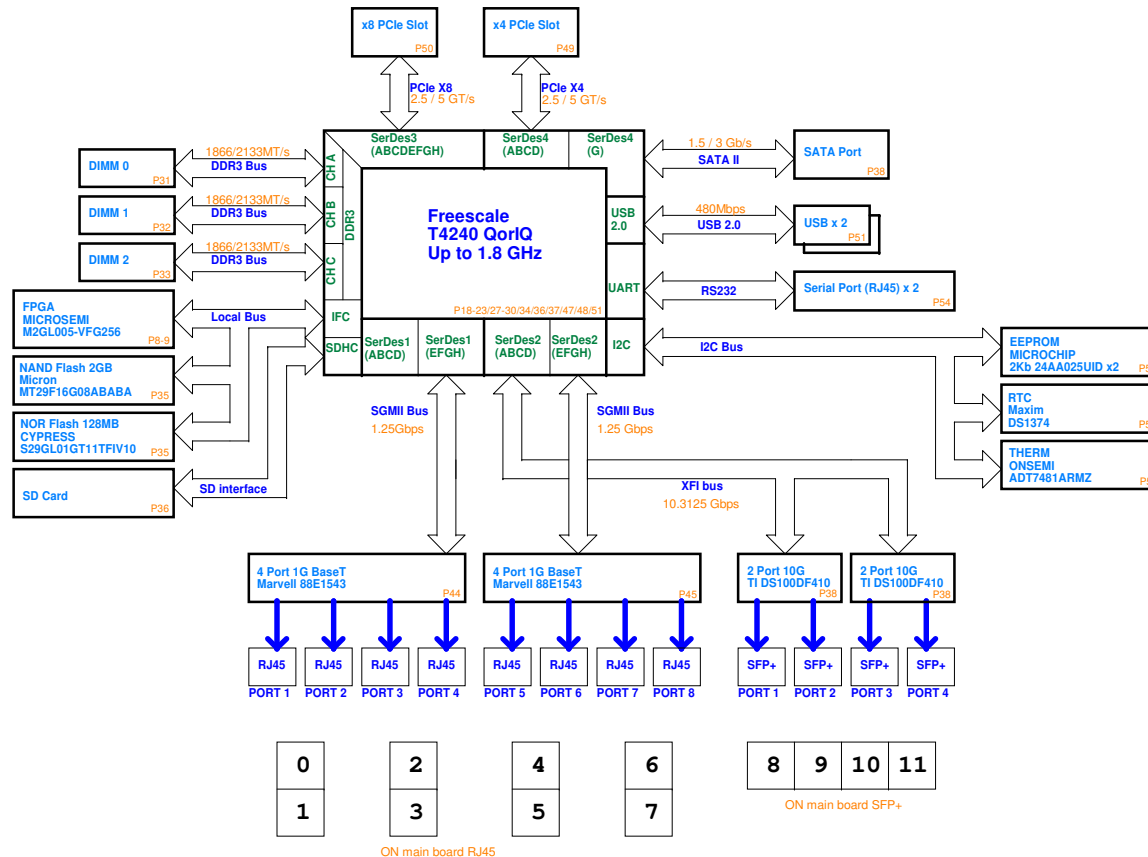 x8 PCIe Slot
P50
x4 PCIe Slot
P49
PCIe X8
2.5 / 5 GT/s
PCIe X4
2.5 / 5 GT/s
SerDes3
(ABCDEFGH)
SerDes4
(ABCD)
SerDes4
(G)
DIMM 0
P31
1866/2133MT/s
DDR3 Bus
CH A
DIMM 1
P32
1866/2133MT/s
DDR3 Bus
CH B
DIMM 2
P33
1866/2133MT/s
DDR3 Bus
CH C
DDR3
Freescale
T4240 QorIQ
Up to 1.8 GHz
P18-23/27-30/34/36/37/47/48/51
1.5 / 3 Gb/s
SATA II
SATA Port
P38
USB
2.0
480Mbps
USB 2.0
USB x 2
P51
UART
RS232
Serial Port (RJ45) x 2
P54
FPGA
MICROSEMI
M2GL005-VFG256
P8-9
Local Bus
IFC
SDHC
NAND Flash 2GB
Micron
MT29F16G08ABABA
P35
NOR Flash 128MB
CYPRESS
S29GL01GT11TFIV10
P35
SD Card
P36
SD interface
SerDes1
(ABCD)
SerDes1
(EFGH)
SerDes2
(ABCD)
SerDes2
(EFGH)
I2C
I2C Bus
EEPROM
MICROCHIP
2Kb 24AA025UID x2
RTC
Maxim
DS1374
THERM
ONSEMI
ADT7481ARMZ
SGMII Bus
1.25Gbps
SGMII Bus
1.25 Gbps
XFI bus
10.3125 Gbps
4 Port 1G BaseT
Marvell 88E1543
P44
4 Port 1G BaseT
Marvell 88E1543
P45
2 Port 10G
TI DS100DF410
P38
2 Port 10G
TI DS100DF410
P38
RJ45 RJ45 RJ45 RJ45 RJ45 RJ45 RJ45 RJ45 SFP+ SFP+ SFP+ SFP+
PORT 1 PORT 2 PORT 3 PORT 4 PORT 5 PORT 6 PORT 7 PORT 8 PORT 1 PORT 2 PORT 3 PORT 4
0 2 4 6 8 9 10 11
1 3 5 7
ON main board SFP+
ON main board RJ45